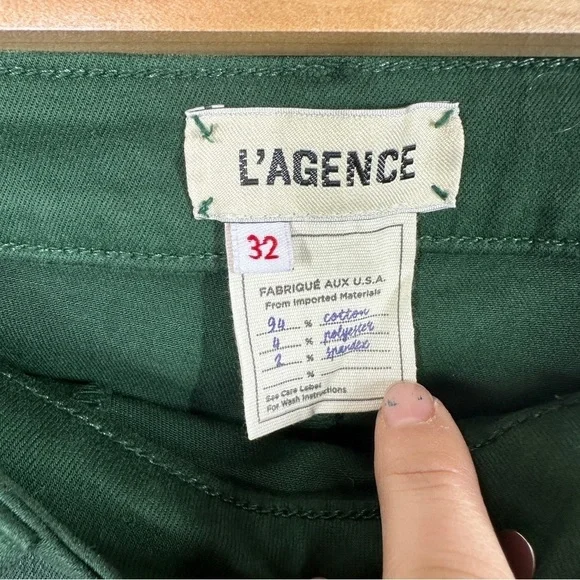 L'AGENCE
32
FABRIQUÉ AUX U.S.A.
From Imported Materials
94 % cotton
4 % polyester
2 % spandex
%
See Care Label
For Wash Instructions